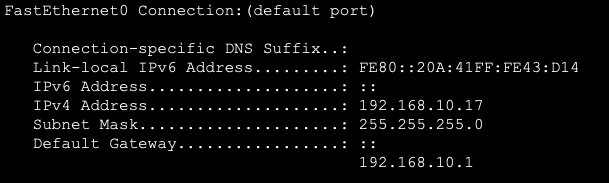 FastEthernet0 Connection:(default port)
Connection-specific DNS Suffix..:
Link-local IPv6 Address.........: FE80::20A:41FF:FE43:D14
IPv6 Address....................: ::
IPv4 Address....................: 192.168.10.17
Subnet Mask.....................: 255.255.255.0
Default Gateway.................: ::
192.168.10.1